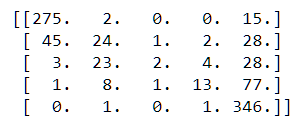 [[275. 2. 0. 0. 15.]
[ 45. 24. 1. 2. 28.]
[ 3. 23. 2. 4. 28.]
[ 1. 8. 1. 13. 77.]
[ 0. 1. 0. 1. 346.]]